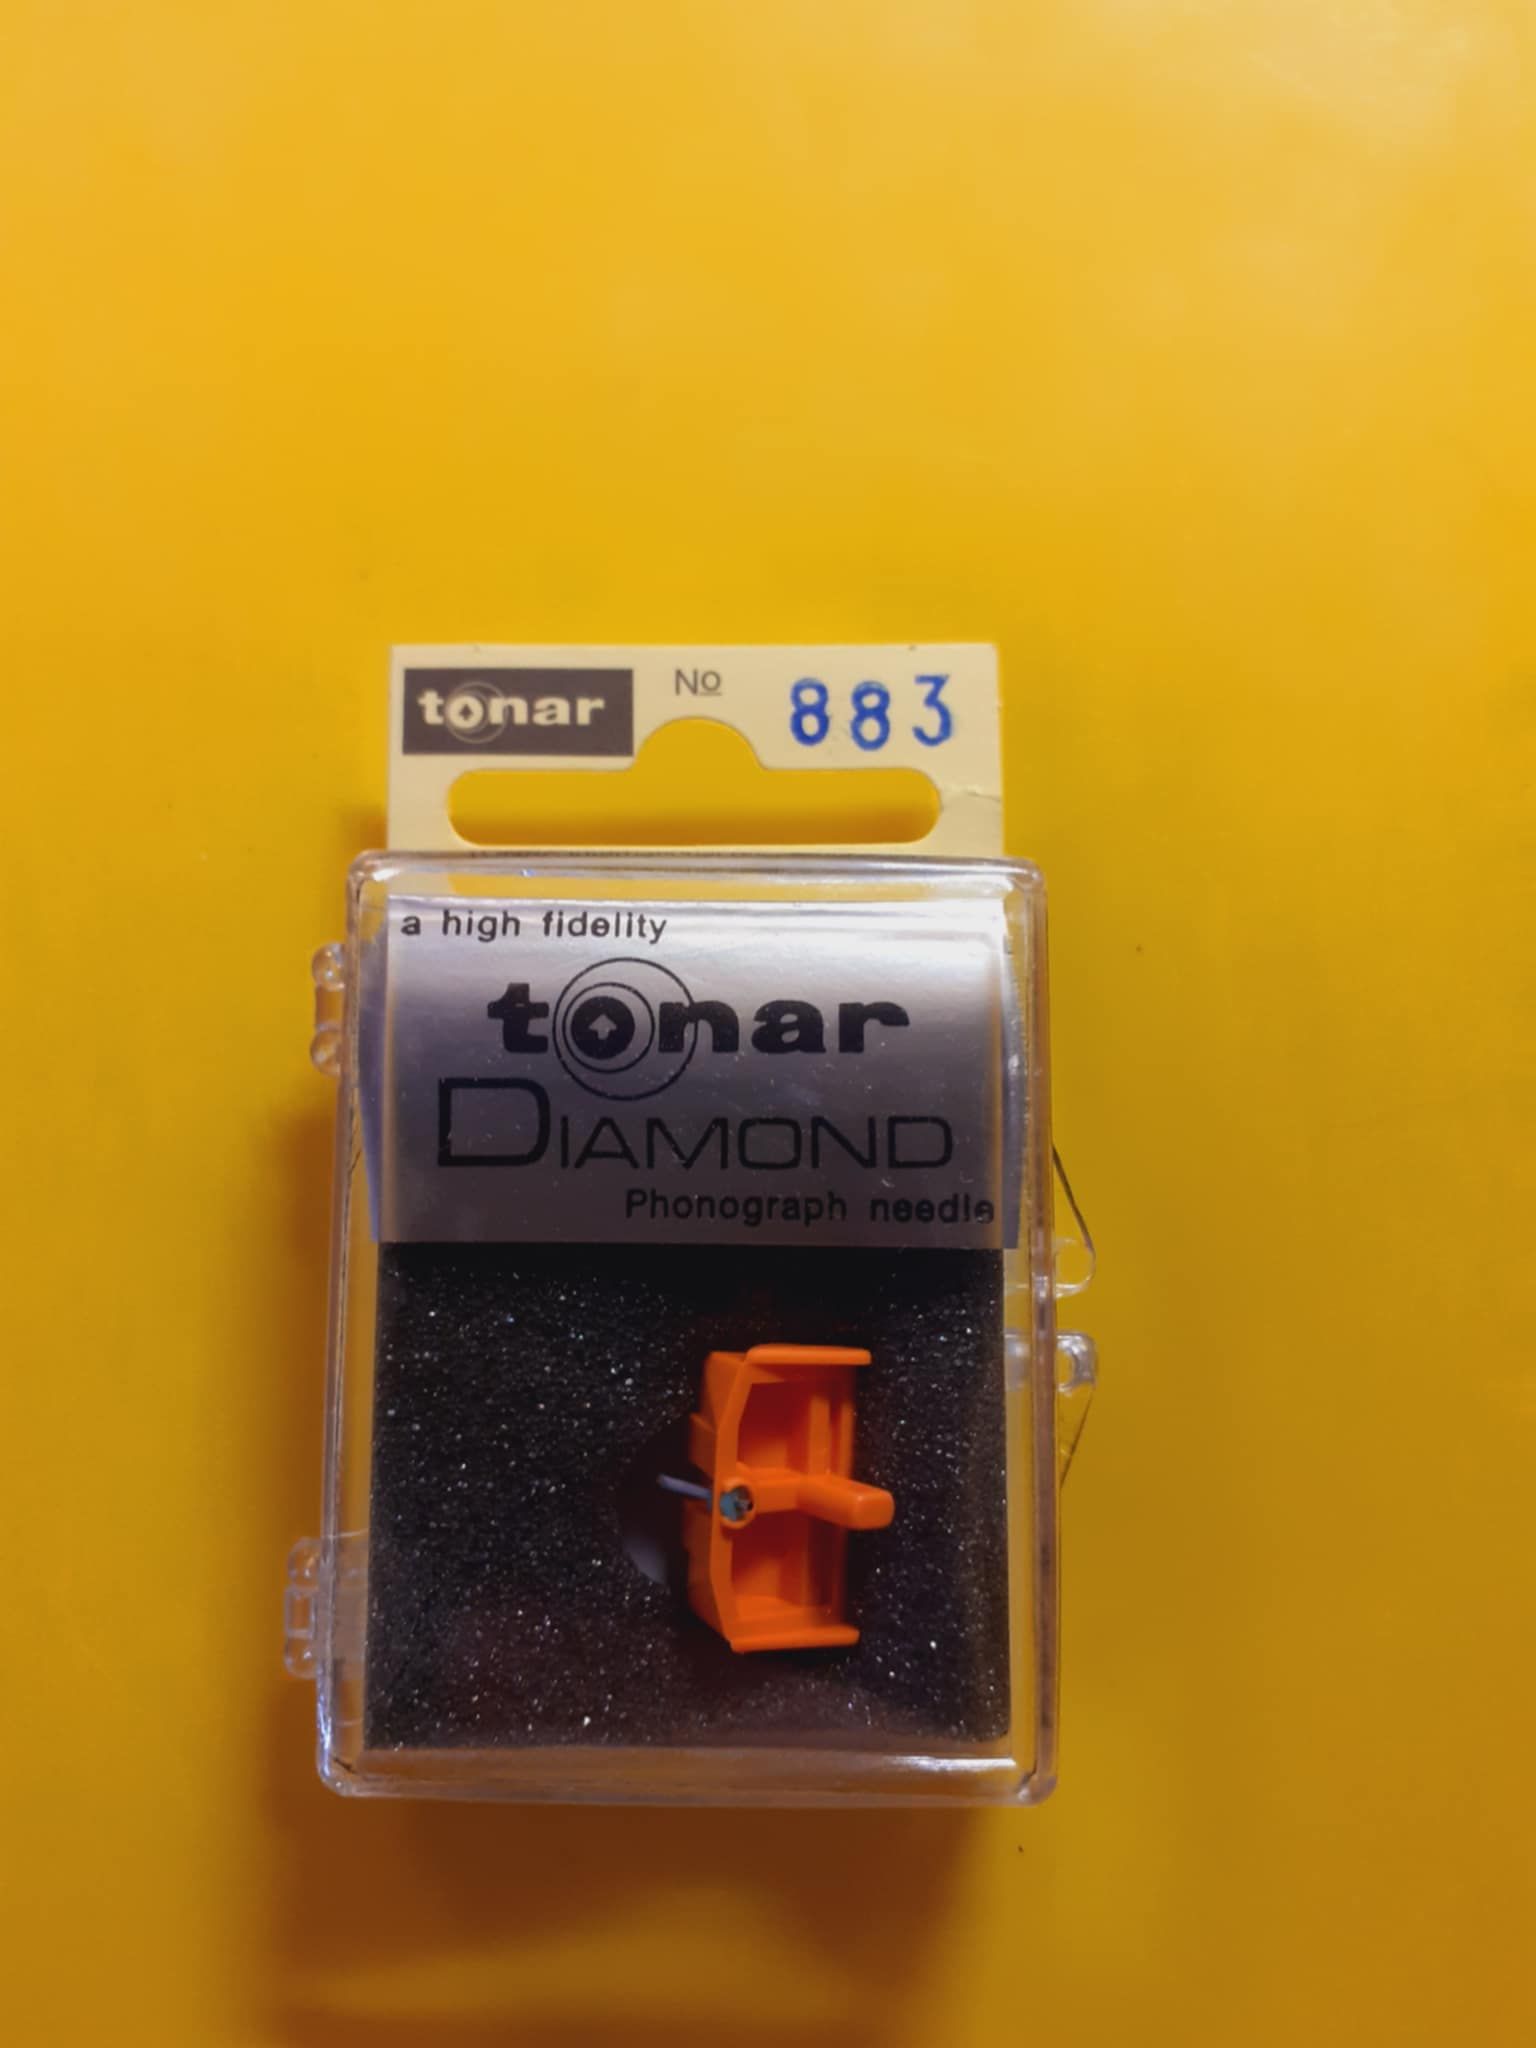 tonar No 883
a high fidelity
tonar
DIAMOND
Phonograph needle